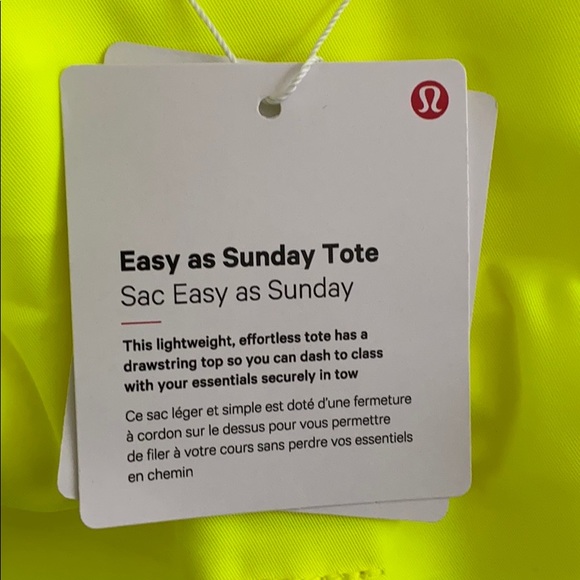 Easy as Sunday Tote
Sac Easy as Sunday
This lightweight, effortless tote has a
drawstring top so you can dash to class
with your essentials securely in tow
Ce sac léger et simple est doté d'une fermeture
à cordon sur le dessus pour vous permettre
de filer à votre cours sans perdre vos essentiels
en chemin